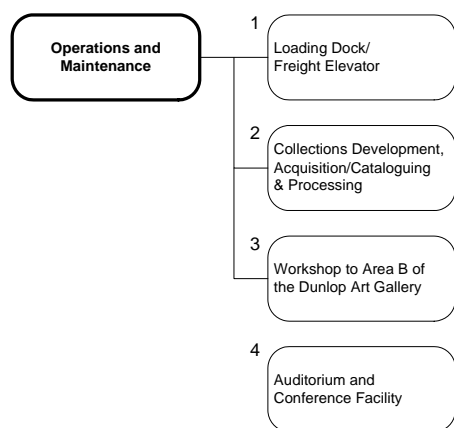 Operations and
Maintenance
1
Loading Dock/
Freight Elevator
2
Collections Development,
Acquisition/Cataloguing
& Processing
3
Workshop to Area B of
the Dunlop Art Gallery
4
Auditorium and
Conference Facility